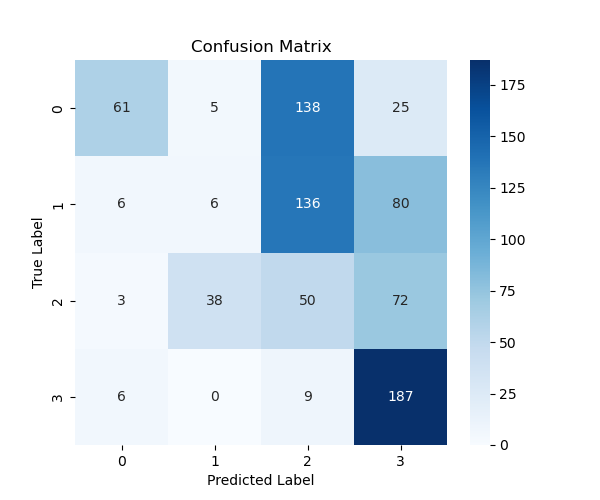 Confusion Matrix
0 61 5 138 25
1 6 6 136 80
2 3 38 50 72
3 6 0 9 187
0 1 2 3
True Label
Predicted Label
175
150
125
100
75
50
25
0